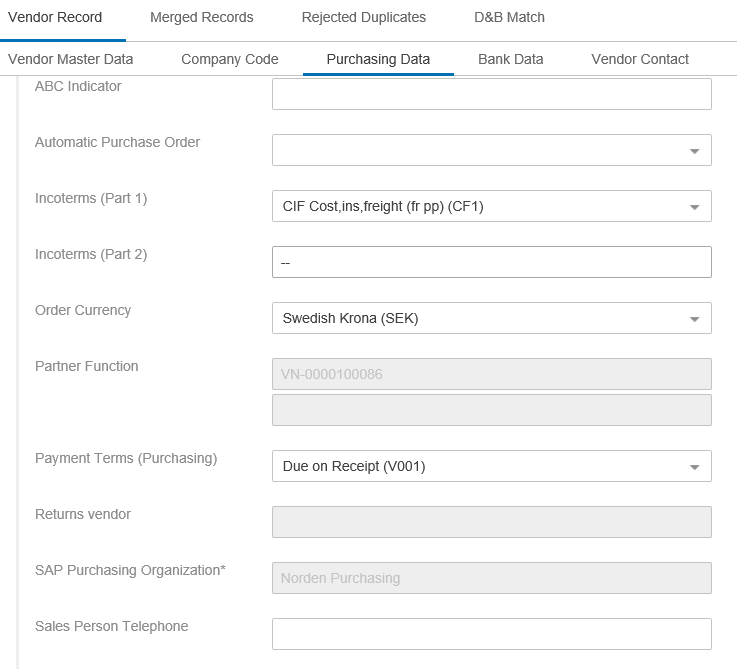 Vendor Record Merged Records Rejected Duplicates D&B Match
Vendor Master Data Company Code Purchasing Data Bank Data Vendor Contact
ABC Indicator
Automatic Purchase Order
Incoterms (Part 1) CIF Cost,ins,freight (fr pp) (CF1)
Incoterms (Part 2) --
Order Currency Swedish Krona (SEK)
Partner Function VN-0000100086
Payment Terms (Purchasing) Due on Receipt (V001)
Returns vendor
SAP Purchasing Organization* Norden Purchasing
Sales Person Telephone